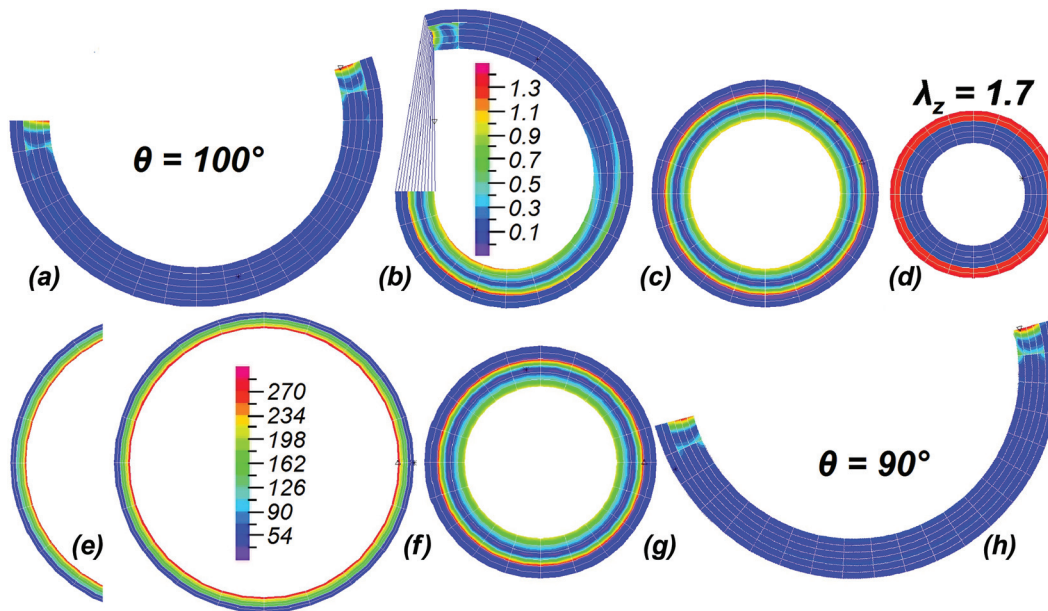 λz = 1.7
θ = 100°
1.3
1.1
0.9
0.7
0.5
0.3
0.1
(a)
(b)
(c)
(d)
270
234
198
162
126
90
54
θ = 90°
(e)
(f)
(g)
(h)